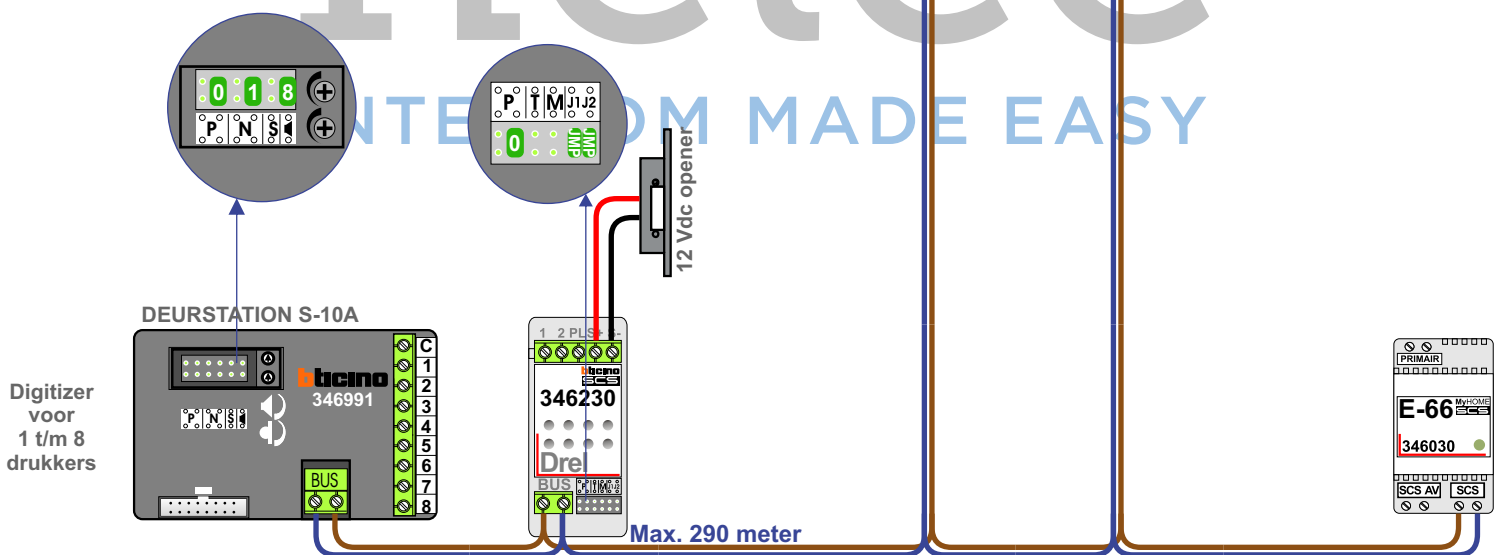 INTERCOM MADE EASY
0 1 8
P N S
P T M J1 J2
0 JMP JMP
12 Vdc opener
DEURSTATION S-10A
Digitizer
voor
1 t/m 8
drukkers
bticino
346991
P N S
C
1
2
3
4
5
6
7
8
BUS
1 2 PL S+ S-
bticino
SCS
346230
Drel
BUS
P T M J1 J2
Max. 290 meter
PRIMAIR
E-66
MyHOME
SCS
346030
SCS AV SCS